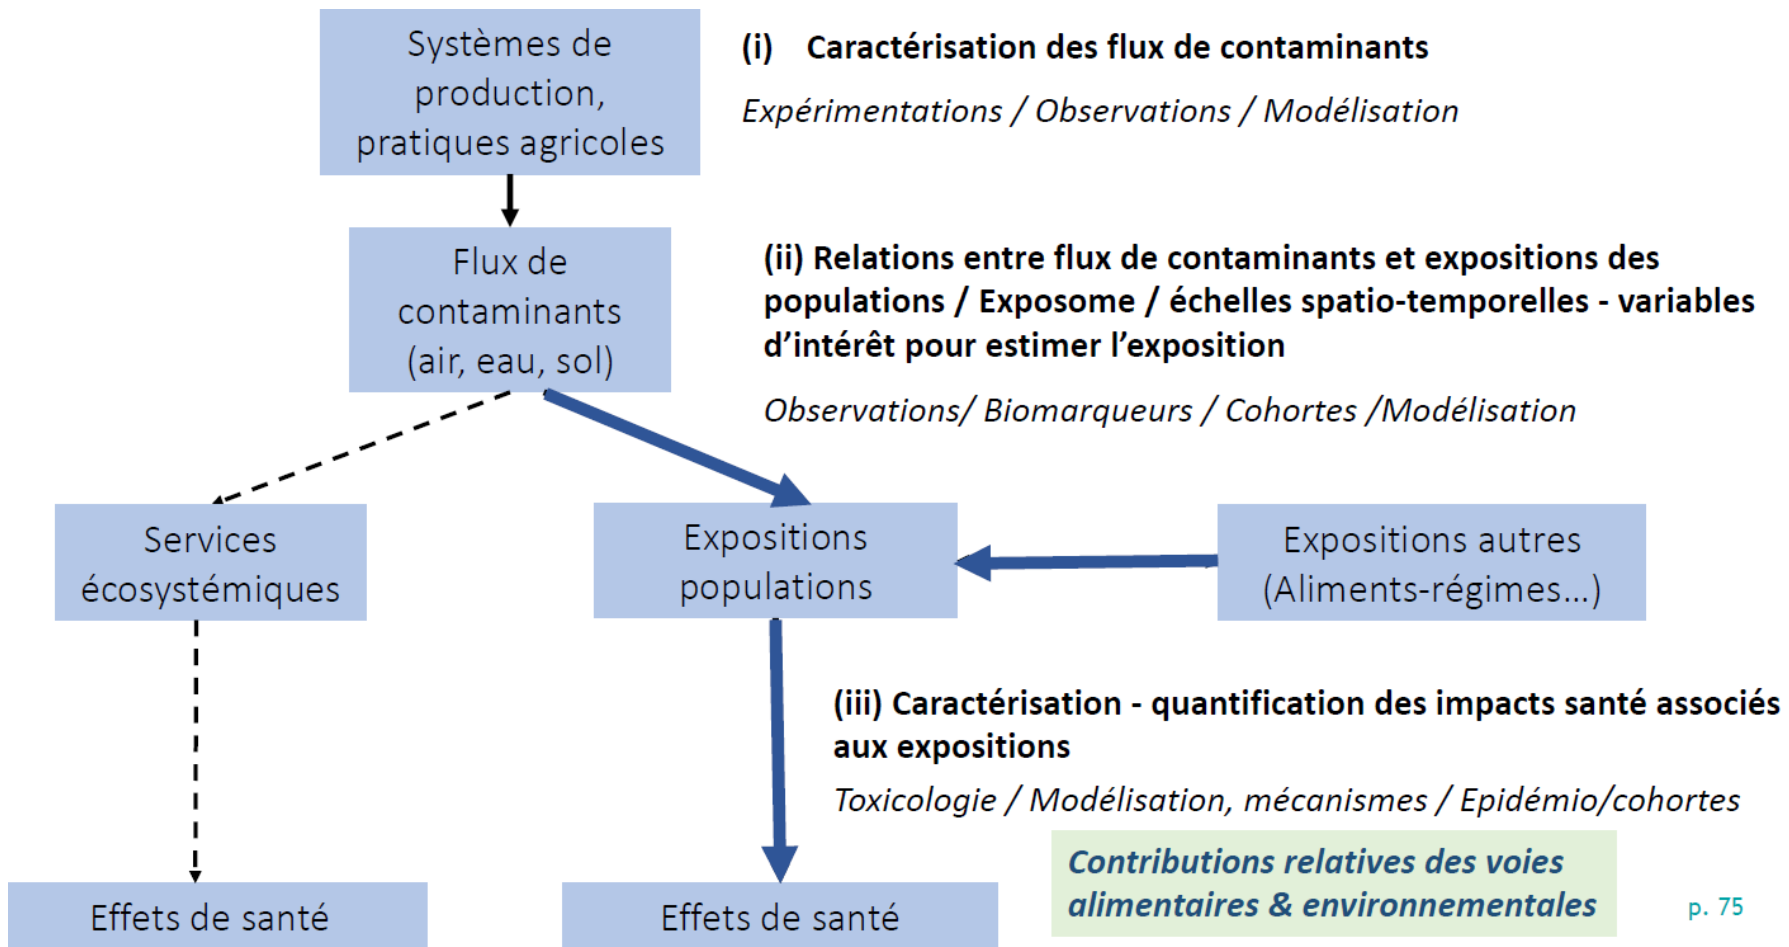 Systèmes de
production,
pratiques agricoles
(i) Caractérisation des flux de contaminants
Expérimentations / Observations / Modélisation
Flux de
contaminants
(air, eau, sol)
(ii) Relations entre flux de contaminants et expositions des
populations / Exposome / échelles spatio-temporelles - variables
d’intérêt pour estimer l’exposition
Observations/ Biomarqueurs / Cohortes /Modélisation
Services
écosystémiques
Expositions
populations
Expositions autres
(Aliments-régimes...)
(iii) Caractérisation - quantification des impacts santé associés
aux expositions
Toxicologie / Modélisation, mécanismes / Epidémio/cohortes
Contributions relatives des voies
alimentaires & environnementales
Effets de santé
Effets de santé
p. 75